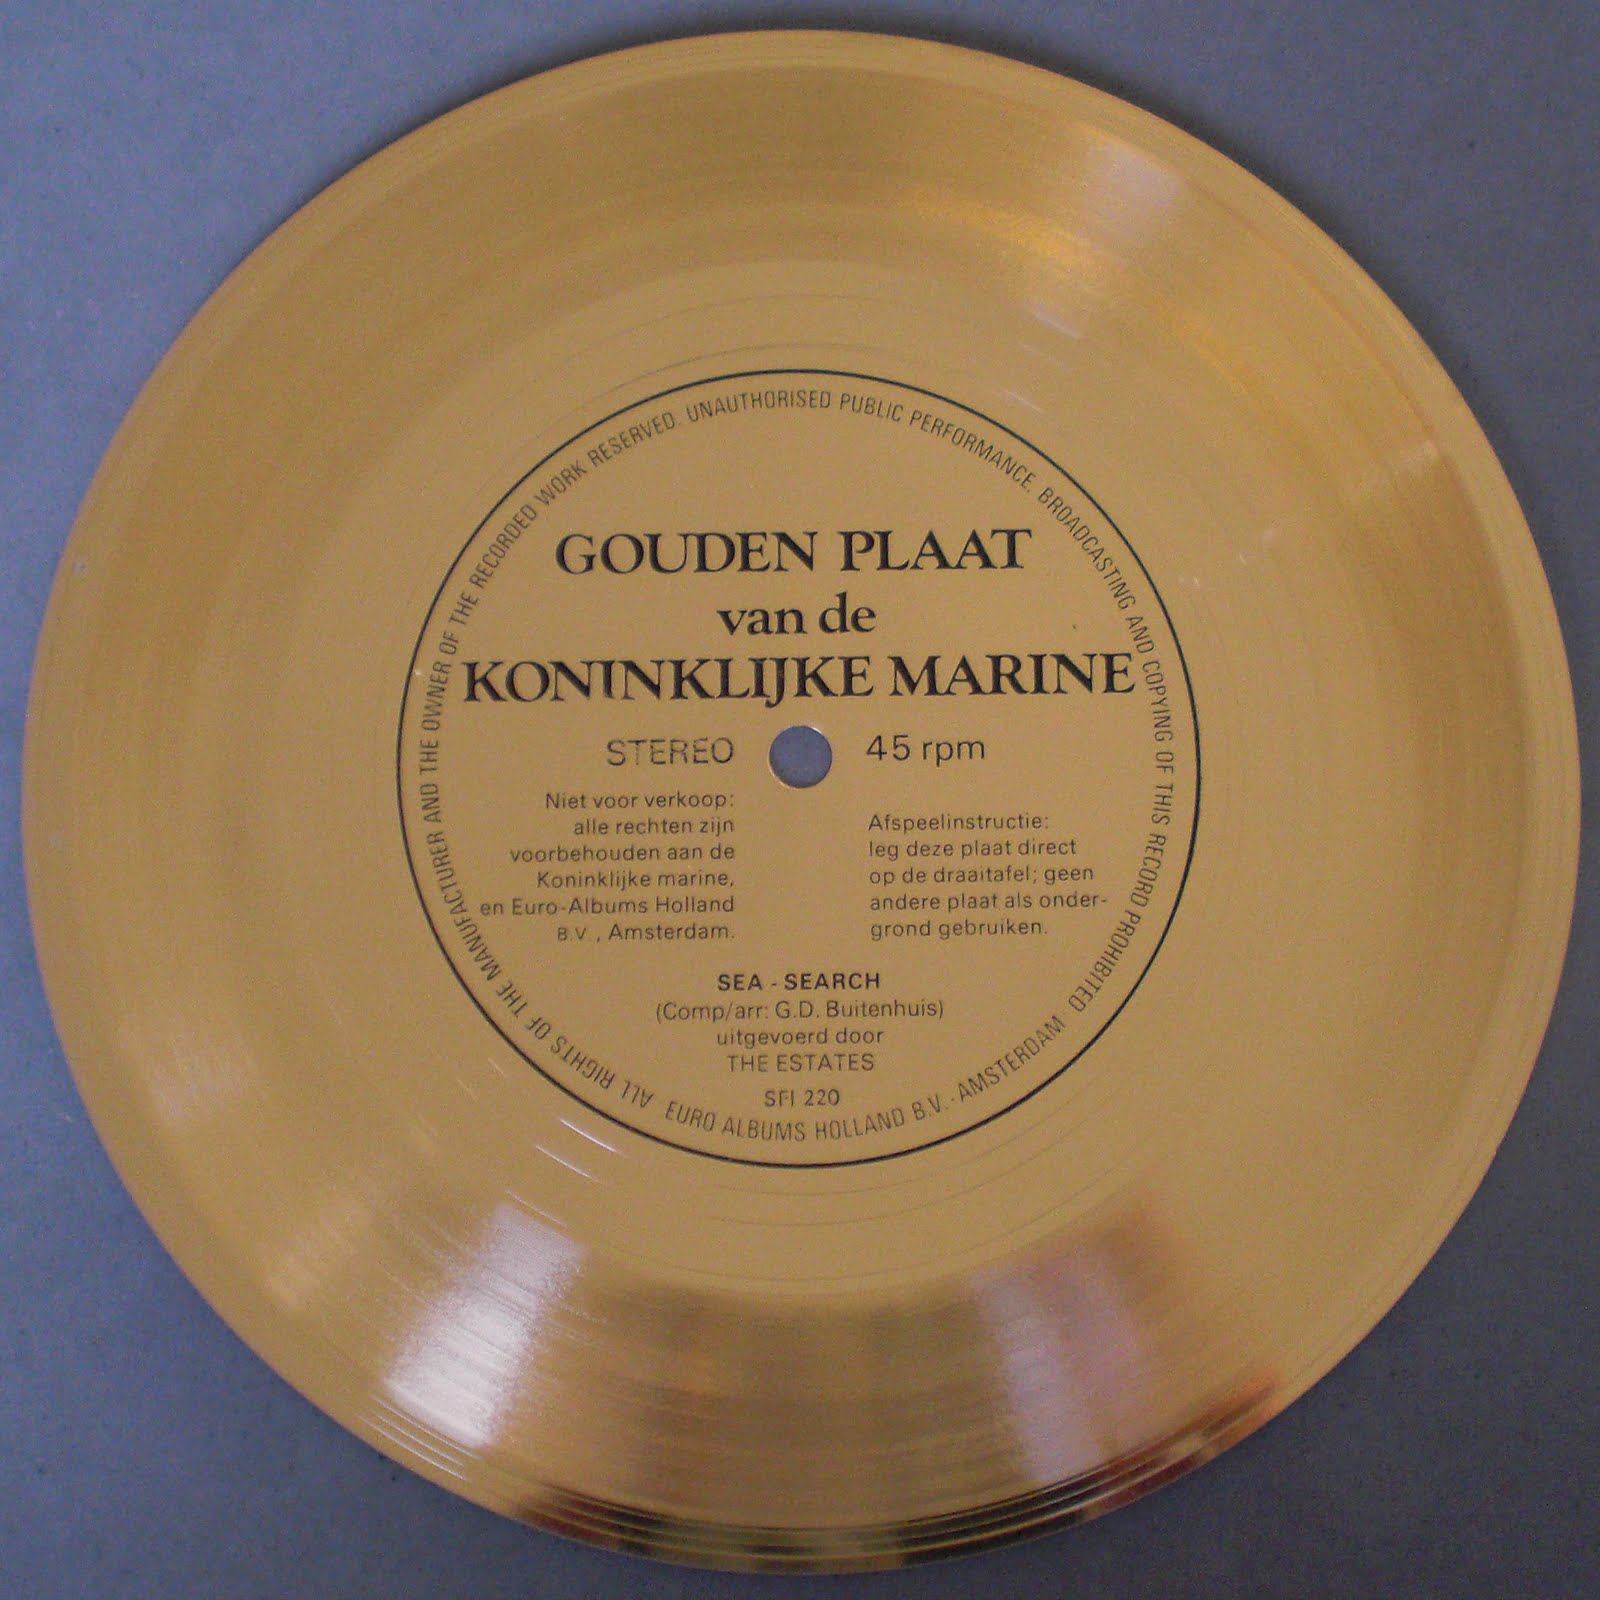 GOUDEN PLAAT
van de
KONINKLIJKE MARINE
STEREO
45 rpm
Niet voor verkoop:
alle rechten zijn
voorbehouden aan de
Koninklijke marine,
en Euro-Albums Holland
B.V., Amsterdam.
Afspeelinstructie:
leg deze plaat direct
op de draaitafel; geen
andere plaat als onder-
grond gebruiken.
SEA - SEARCH
(Comp/arr: G.D. Buitenhuis)
uitgevoerd door
THE ESTATES
SFI 220
ALL RIGHTS OF THE MANUFACTURER AND THE OWNER OF THE RECORDED WORK RESERVED. UNAUTHORISED PUBLIC PERFORMANCE. BROADCASTING AND COPYING OF THIS RECORD PROHIBITED
EURO ALBUMS HOLLAND B.V. - AMSTERDAM